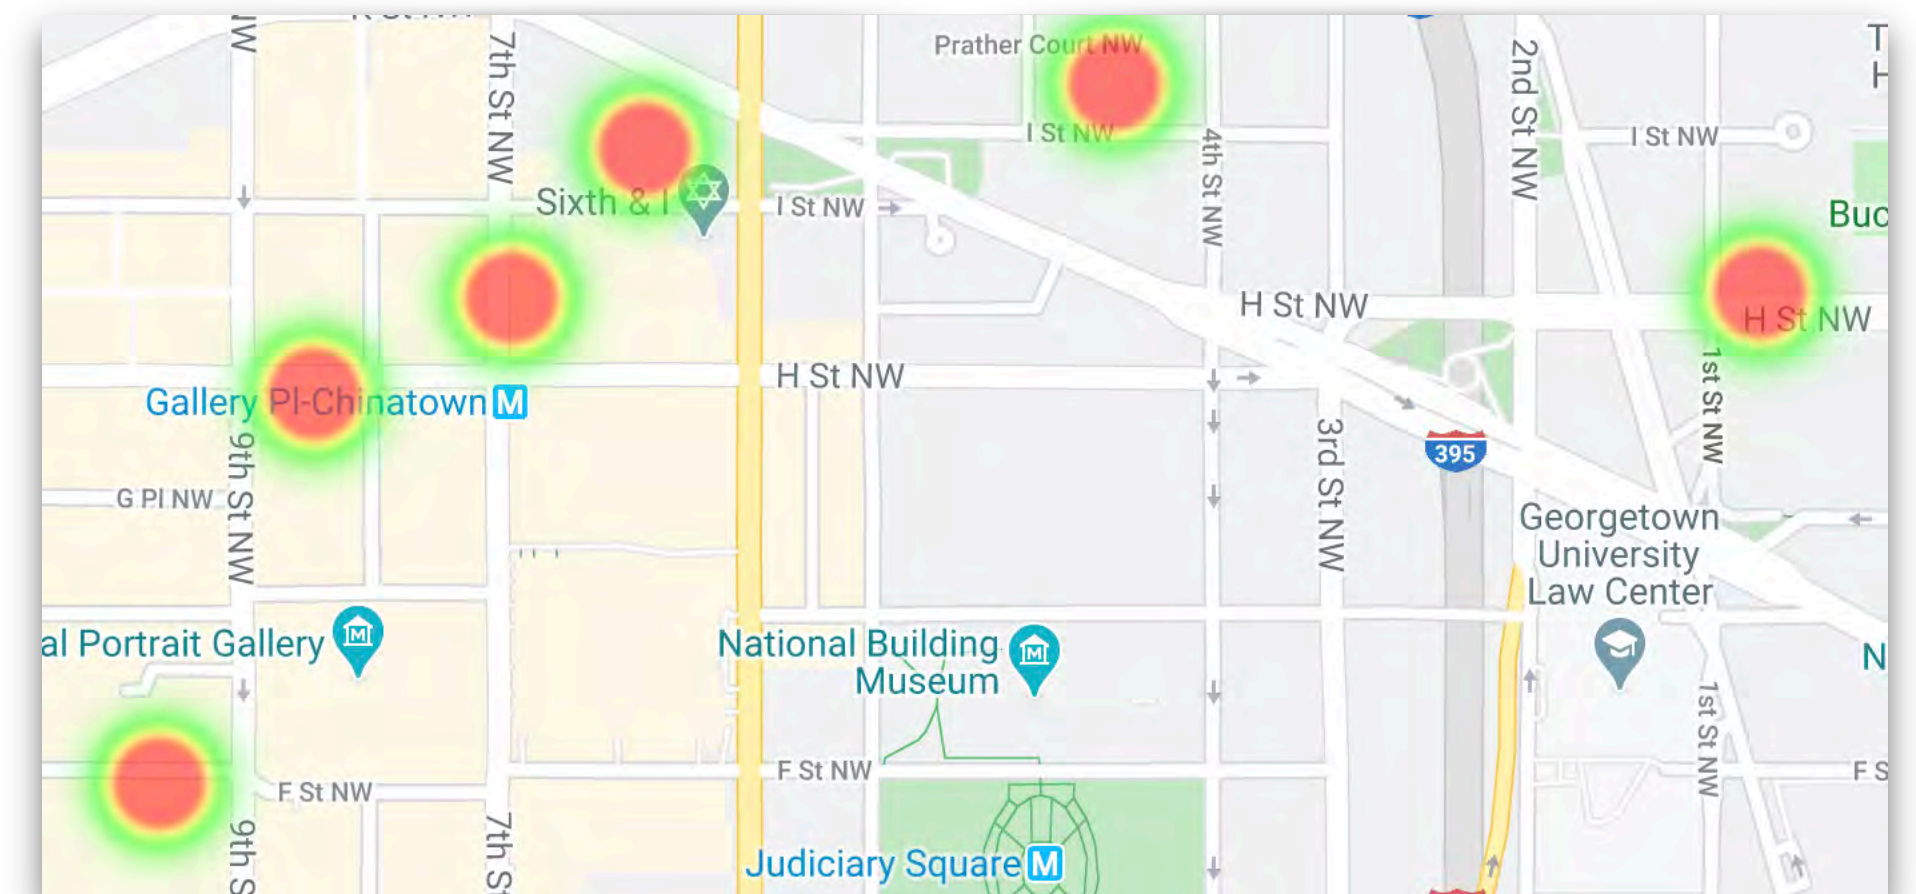 Prather Court NW
7th St NW
2nd St NW
I St NW
I St NW
4th St NW
Sixth & I
I St NW
Buc
H St NW
H St NW
H St NW
Gallery Pl-Chinatown M
1st St NW
9th St NW
3rd St NW
395
G Pl NW
Georgetown
University
Law Center
al Portrait Gallery
National Building
Museum
N
1st St NW
F St NW
F St NW
F S
9th S
7th St
Judiciary Square M